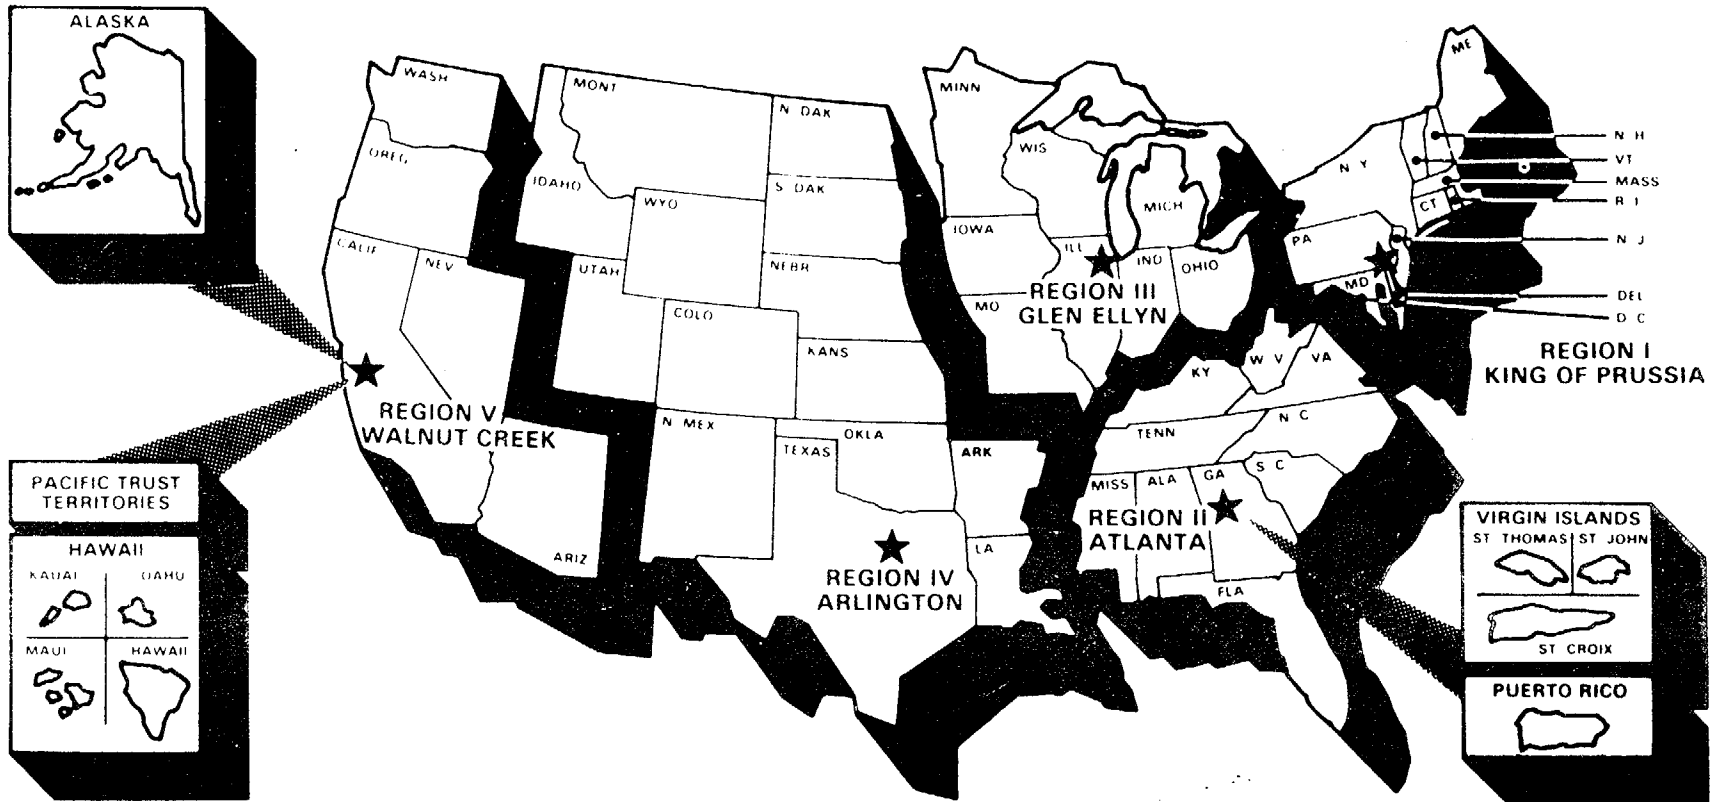 ALASKA
WASH
MONT
N DAK
MINN
ME
OREG
IDAHO
S DAK
WIS
N Y
N H
VT
MASS
R I
WYO
MICH
CT
CALIF
NEV
UTAH
NEBR
IOWA
ILL
IND
OHIO
PA
N J
MD
DEL
D C
COLO
MO
REGION III
GLEN ELLYN
KANS
KY
W V
VA
REGION I
KING OF PRUSSIA
REGION V
WALNUT CREEK
N MEX
OKLA
TEXAS
ARK
TENN
N C
S C
PACIFIC TRUST
TERRITORIES
MISS
ALA
GA
REGION II
ATLANTA
HAWAII
KAUAI
OAHU
MAUI
HAWAII
ARIZ
LA
REGION IV
ARLINGTON
FLA
VIRGIN ISLANDS
ST THOMAS
ST JOHN
ST CROIX
PUERTO RICO